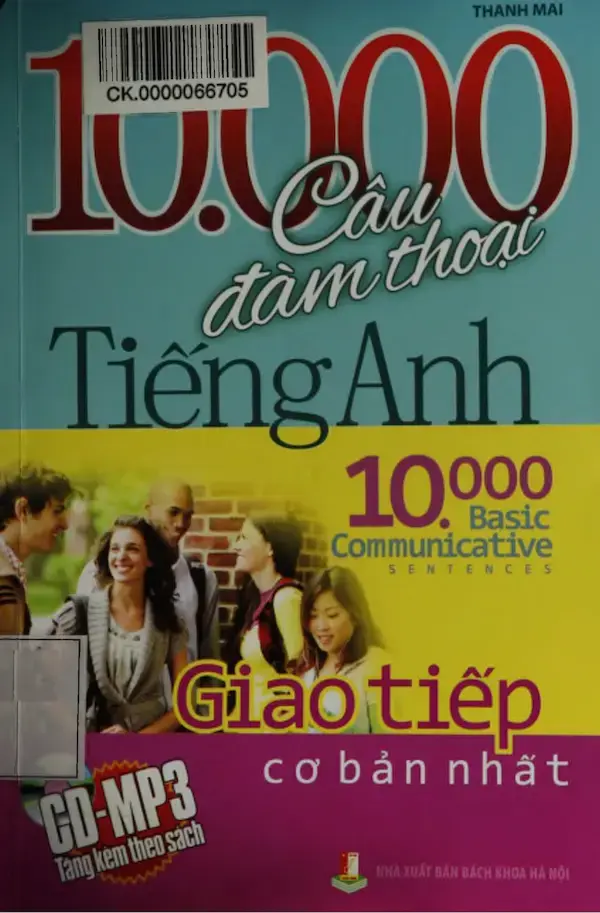 THANH MAI
10.000
CK.0000066705
Câu
đàm thoại
Tiếng Anh
10.000
Basic
Communicative
SENTENCES
Giao tiếp
cơ bản nhất
CD-MP3
Tặng kèm theo sách
NHÀ XUẤT BẢN BÁCH KHOA HÀ NỘI